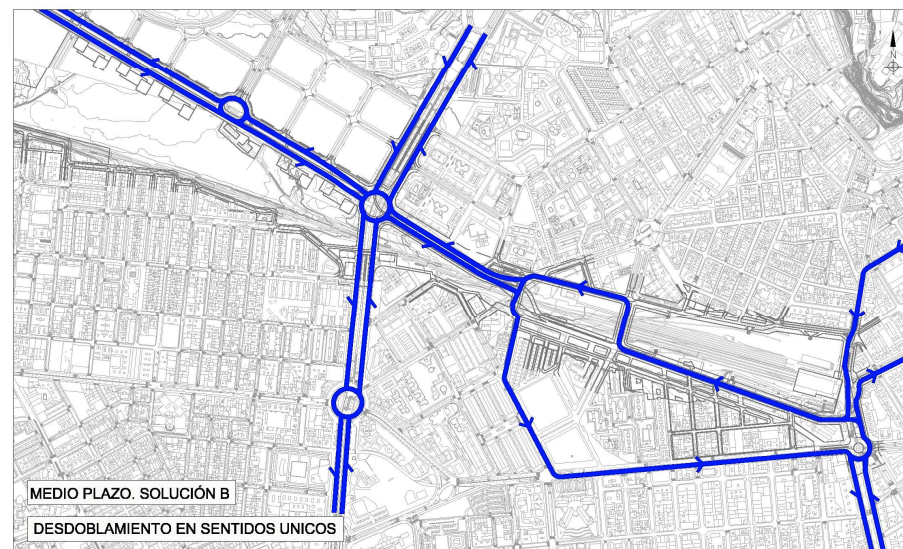 N
MEDIO PLAZO. SOLUCIÓN B
DESDOBLAMIENTO EN SENTIDOS UNICOS